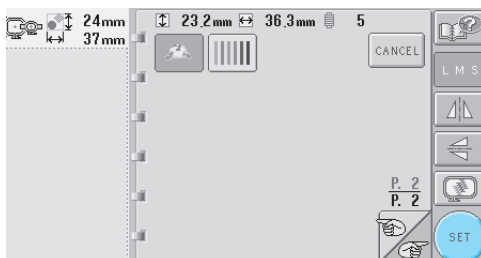 24mm
37mm
23,2mm 36,3mm 5
CANCEL
L M S
P. 2
P. 2
SET